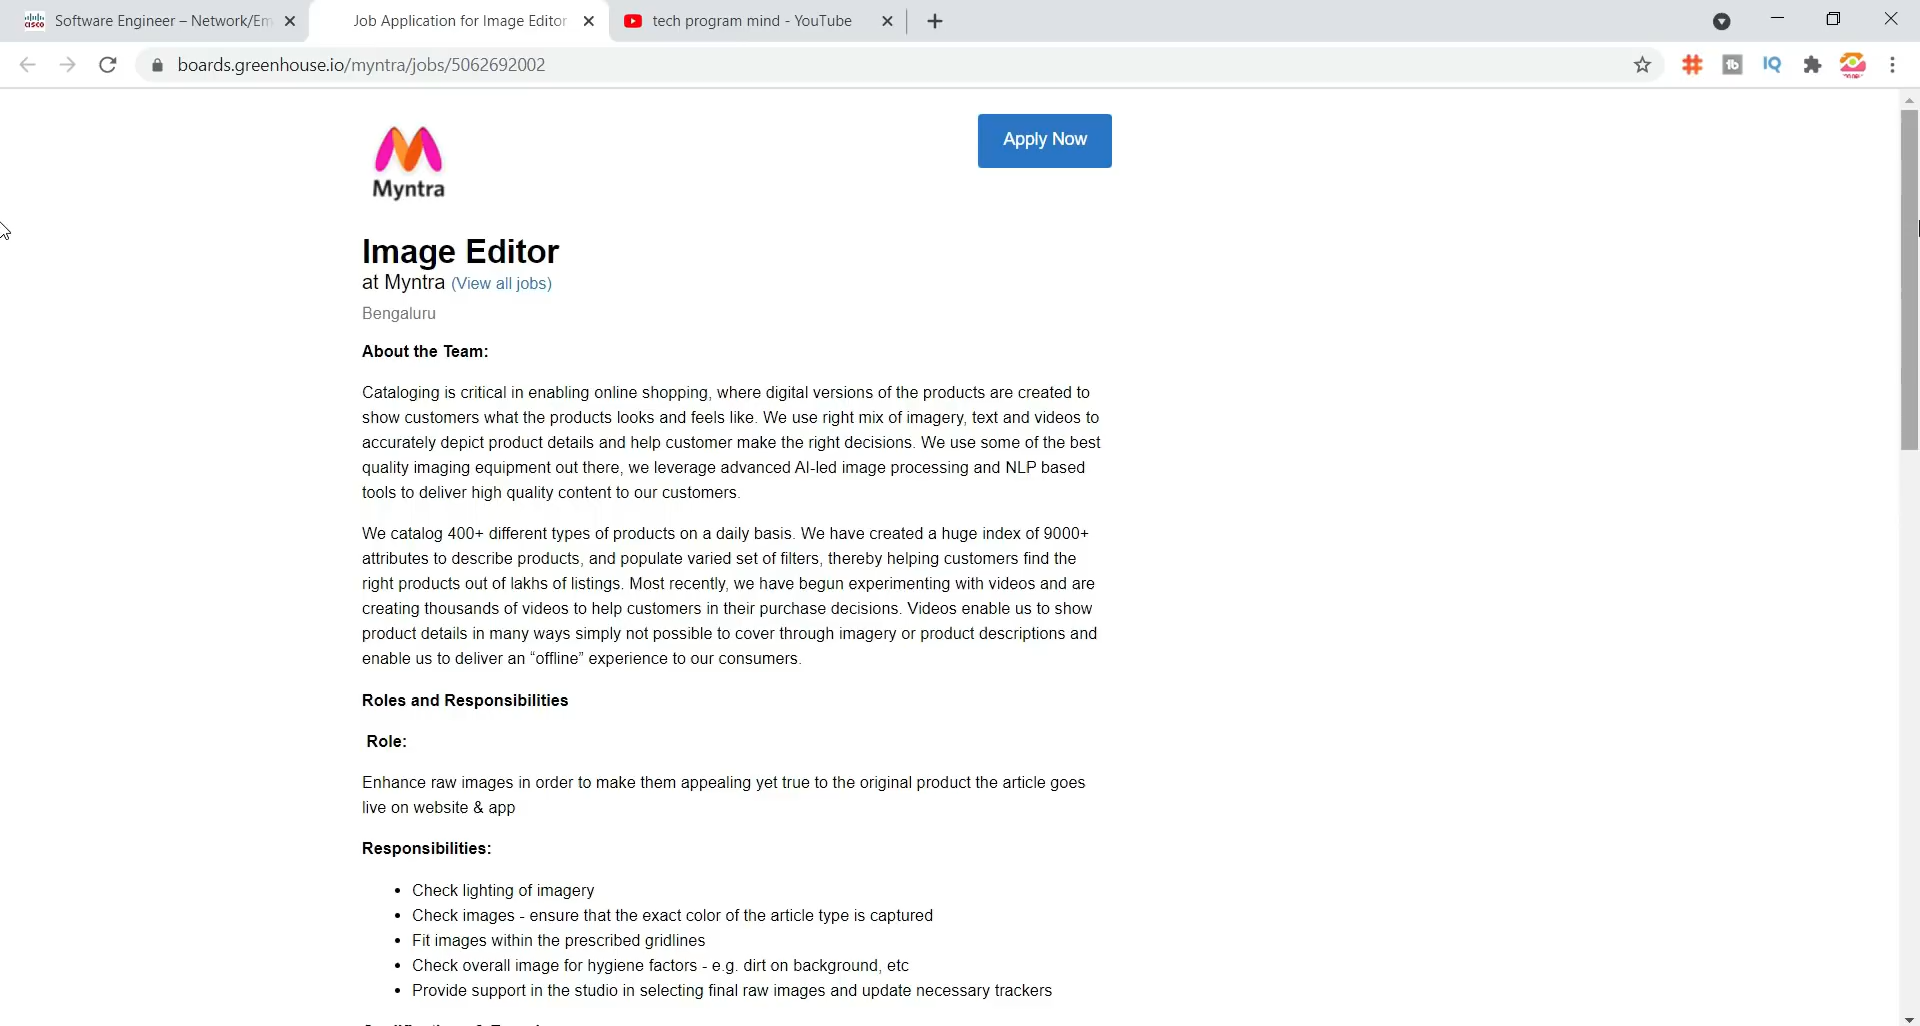 Software Engineer – Network/Em
Job Application for Image Editor
tech program mind - YouTube
boards.greenhouse.io/myntra/jobs/5062692002
Myntra
Apply Now
Image Editor
at Myntra (View all jobs)
Bengaluru
About the Team:
Cataloging is critical in enabling online shopping, where digital versions of the products are created to
show customers what the products looks and feels like. We use right mix of imagery, text and videos to
accurately depict product details and help customer make the right decisions. We use some of the best
quality imaging equipment out there, we leverage advanced AI-led image processing and NLP based
tools to deliver high quality content to our customers.
We catalog 400+ different types of products on a daily basis. We have created a huge index of 9000+
attributes to describe products, and populate varied set of filters, thereby helping customers find the
right products out of lakhs of listings. Most recently, we have begun experimenting with videos and are
creating thousands of videos to help customers in their purchase decisions. Videos enable us to show
product details in many ways simply not possible to cover through imagery or product descriptions and
enable us to deliver an “offline” experience to our consumers.
Roles and Responsibilities
Role:
Enhance raw images in order to make them appealing yet true to the original product the article goes
live on website & app
Responsibilities:
• Check lighting of imagery
• Check images - ensure that the exact color of the article type is captured
• Fit images within the prescribed gridlines
• Check overall image for hygiene factors - e.g. dirt on background, etc
• Provide support in the studio in selecting final raw images and update necessary trackers